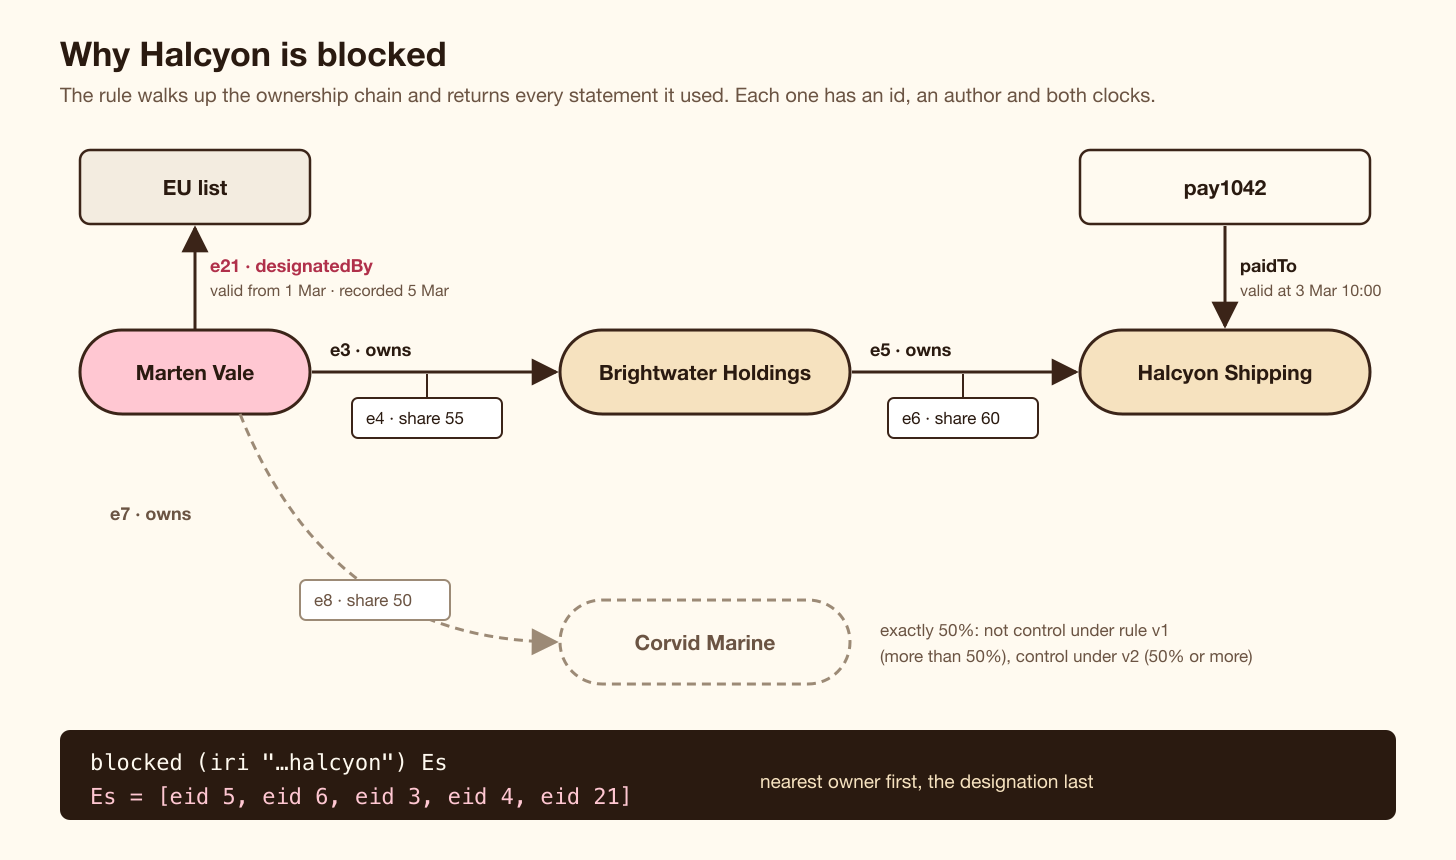 Why Halcyon is blocked
The rule walks up the ownership chain and returns every statement it used. Each one has an id, an author and both clocks.
EU list
pay1042
e21 · designatedBy
valid from 1 Mar · recorded 5 Mar
paidTo
valid at 3 Mar 10:00
Marten Vale
e3 · owns
e4 · share 55
Brightwater Holdings
e5 · owns
e6 · share 60
Halcyon Shipping
e7 · owns
e8 · share 50
Corvid Marine
exactly 50%: not control under rule v1
(more than 50%), control under v2 (50% or more)
blocked (iri "…halcyon") Es
Es = [eid 5, eid 6, eid 3, eid 4, eid 21]
nearest owner first, the designation last